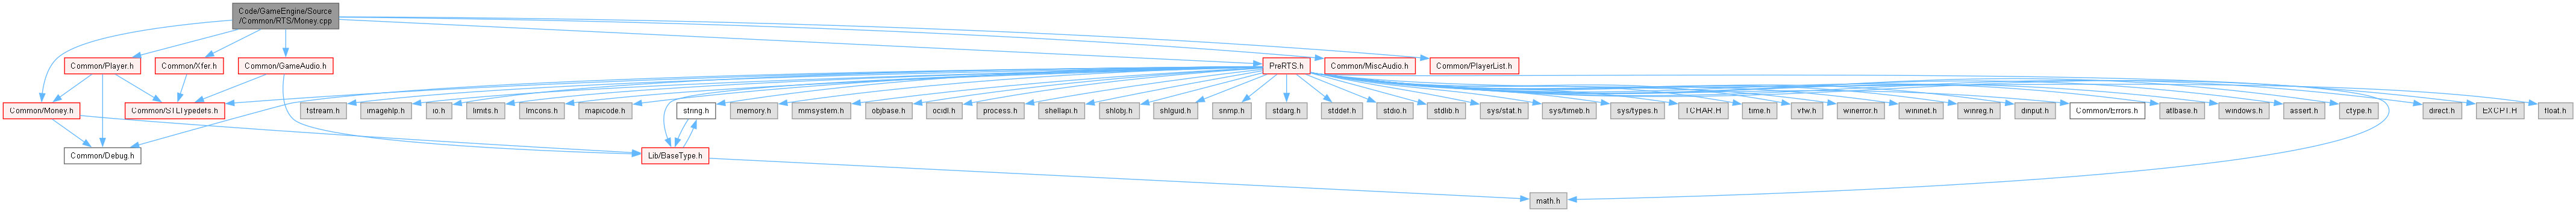 Code/GameEngine/Source
/Common/RTS/Money.cpp
Common/Player.h
Common/Xfer.h
Common/GameAudio.h
PreRTS.h
Common/MiscAudio.h
Common/PlayerList.h
Common/Money.h
Common/STLTypedefs.h
fstream.h
imagehlp.h
io.h
limits.h
lmcons.h
mapicode.h
string.h
memory.h
mmsystem.h
objbase.h
ocidl.h
process.h
shellapi.h
shlobj.h
shlguid.h
snmp.h
stdarg.h
stddef.h
stdio.h
stdlib.h
sys/stat.h
sys/timeb.h
sys/types.h
TCHAR.H
time.h
vfw.h
winerror.h
wininet.h
winreg.h
dinput.h
Common/Errors.h
atlbase.h
windows.h
assert.h
ctype.h
direct.h
EXCPT.H
float.h
Common/Debug.h
Lib/BaseType.h
math.h